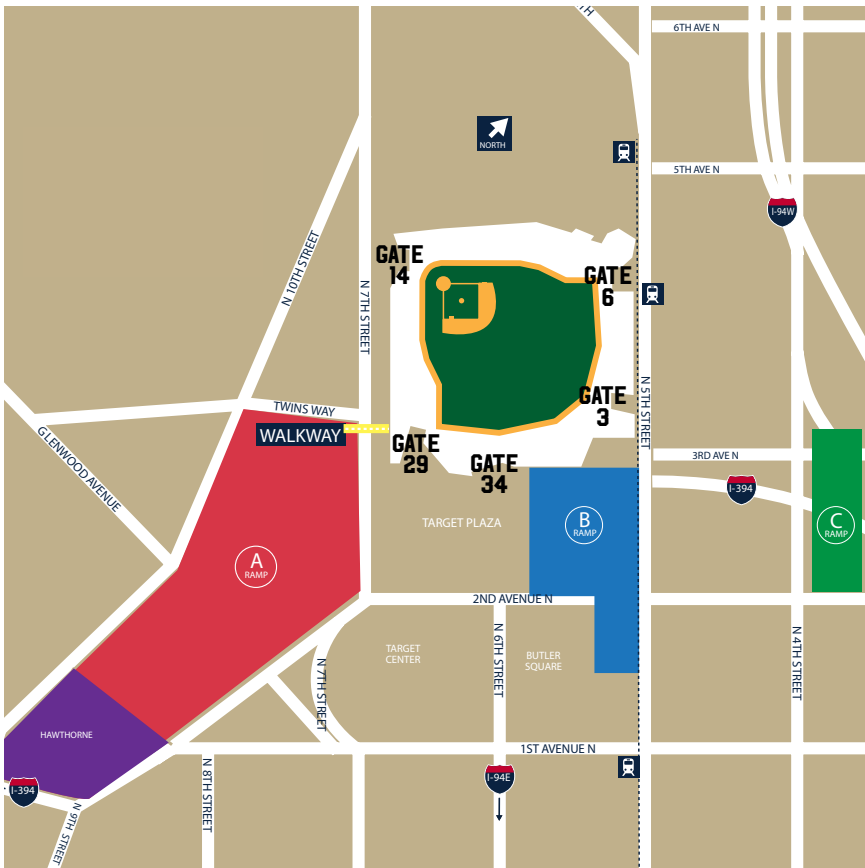 TH
6TH AVE N
NORTH
5TH AVE N
I-94W
N 10TH STREET
GATE
14
GATE
6
N 7TH STREET
N 5TH STREET
TWINS WAY
GATE
3
WALKWAY
GATE
29
GATE
34
3RD AVE N
GLENWOOD AVENUE
I-394
TARGET PLAZA
B
RAMP
C
RAMP
A
RAMP
2ND AVENUE N
TARGET
CENTER
N 7TH STREET
N 6TH STREET
BUTLER
SQUARE
N 4TH STREET
HAWTHORNE
1ST AVENUE N
I-394
N 8TH STREET
I-94E
N 9TH STREET